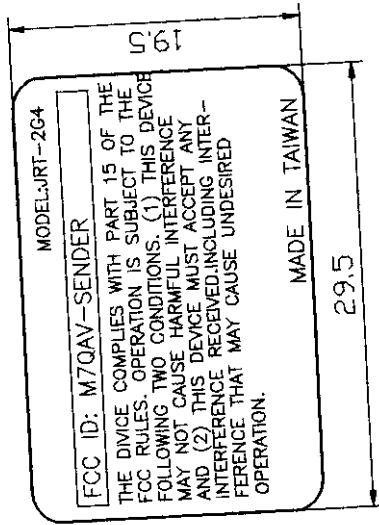 MODEL:JRT-2G4
FCC ID: M7QAV-SENDER
THE DIVICE COMPLIES WITH PART 15 OF THE
FCC RULES. OPERATION IS SUBJECT TO THE
FOLLOWING TWO CONDITIONS. (1) THIS DEVICE
MAY NOT CAUSE HARMFUL INTERFERENCE
AND (2) THIS DEVICE MUST ACCEPT ANY
INTERFERENCE RECEIVED.INCLUDING INTER-
FERENCE THAT MAY CAUSE UNDESIRED
OPERATION.
MADE IN TAIWAN
29.5
19.5